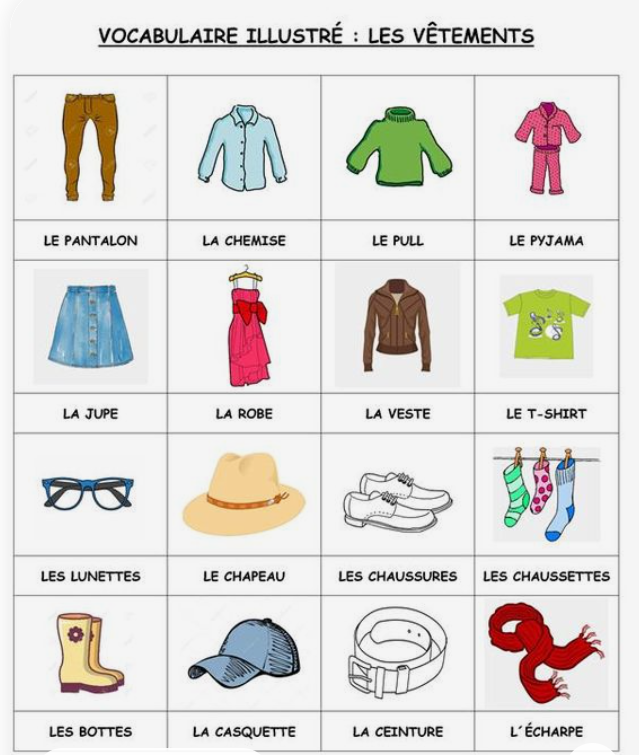 VOCABULAIRE ILLUSTRÉ : LES VÊTEMENTS
LE PANTALON
LA CHEMISE
LE PULL
LE PYJAMA
LA JUPE
LA ROBE
LA VESTE
LE T-SHIRT
LES LUNETTES
LE CHAPEAU
LES CHAUSSURES
LES CHAUSSETTES
LES BOTTES
LA CASQUETTE
LA CEINTURE
L´ÉCHARPE